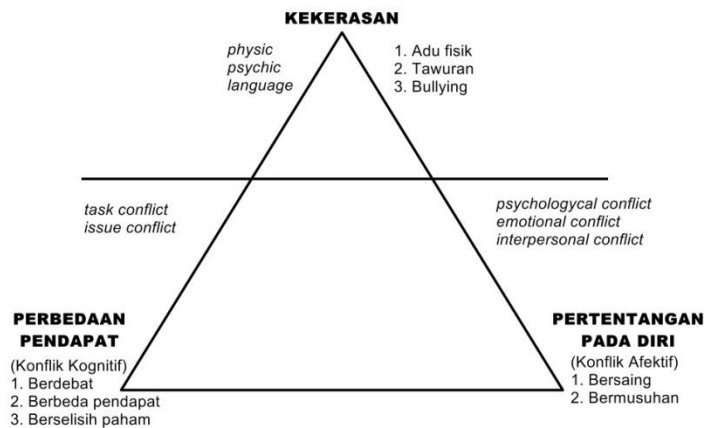 KEKERASAN
physic
psychic
language
1. Adu fisik
2. Tawuran
3. Bullying
task conflict
issue conflict
psychologycal conflict
emotional conflict
interpersonal conflict
PERBEDAAN
PENDAPAT
(Konflik Kognitif)
1. Berdebat
2. Berbeda pendapat
3. Berselisih paham
PERTENTANGAN
PADA DIRI
(Konflik Afektif)
1. Bersaing
2. Bermusuhan